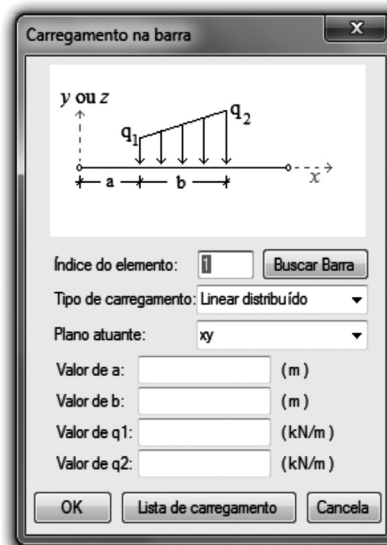 Carregamento na barra
x
y ou z
q1
q2
a
b
x
Índice do elemento: 1 Buscar Barra
Tipo de carregamento: Linear distribuído
Plano atuante: xy
Valor de a: (m)
Valor de b: (m)
Valor de q1: (kN/m)
Valor de q2: (kN/m)
OK Lista de carregamento Cancela